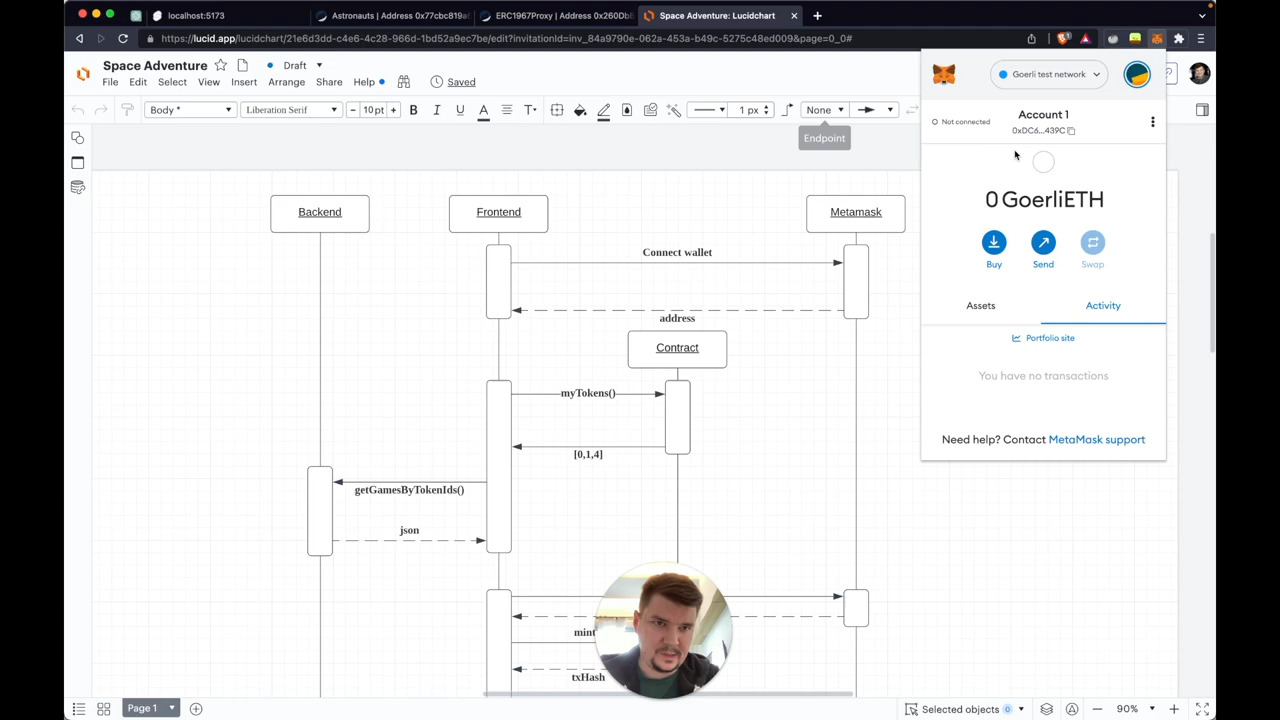 localhost:5173
Astronauts | Address 0x77cbc819a
ERC1967Proxy | Address 0x260Db
Space Adventure: Lucidchart
https://lucid.app/lucidchart/21e6d3dd-c4e6-4c28-966d-1bd52a9ec7be/edit?invitationId=inv_84a9790e-062a-453a-b49c-5275c48ed009&page=0_0#
Space Adventure
Draft
File Edit Select View Insert Arrange Share Help
Saved
Body *
Liberation Serif
10 pt
B I U A T
1 px
None
Endpoint
Goerli test network
Not connected
Account 1
0xDC6...439C
0 GoerliETH
Buy
Send
Swap
Assets
Activity
Portfolio site
You have no transactions
Need help? Contact MetaMask support
Backend
Frontend
Metamask
Connect wallet
address
Contract
myTokens()
[0,1,4]
getGamesByTokenIds()
json
mint
txHash
Page 1
Selected objects 0
90%